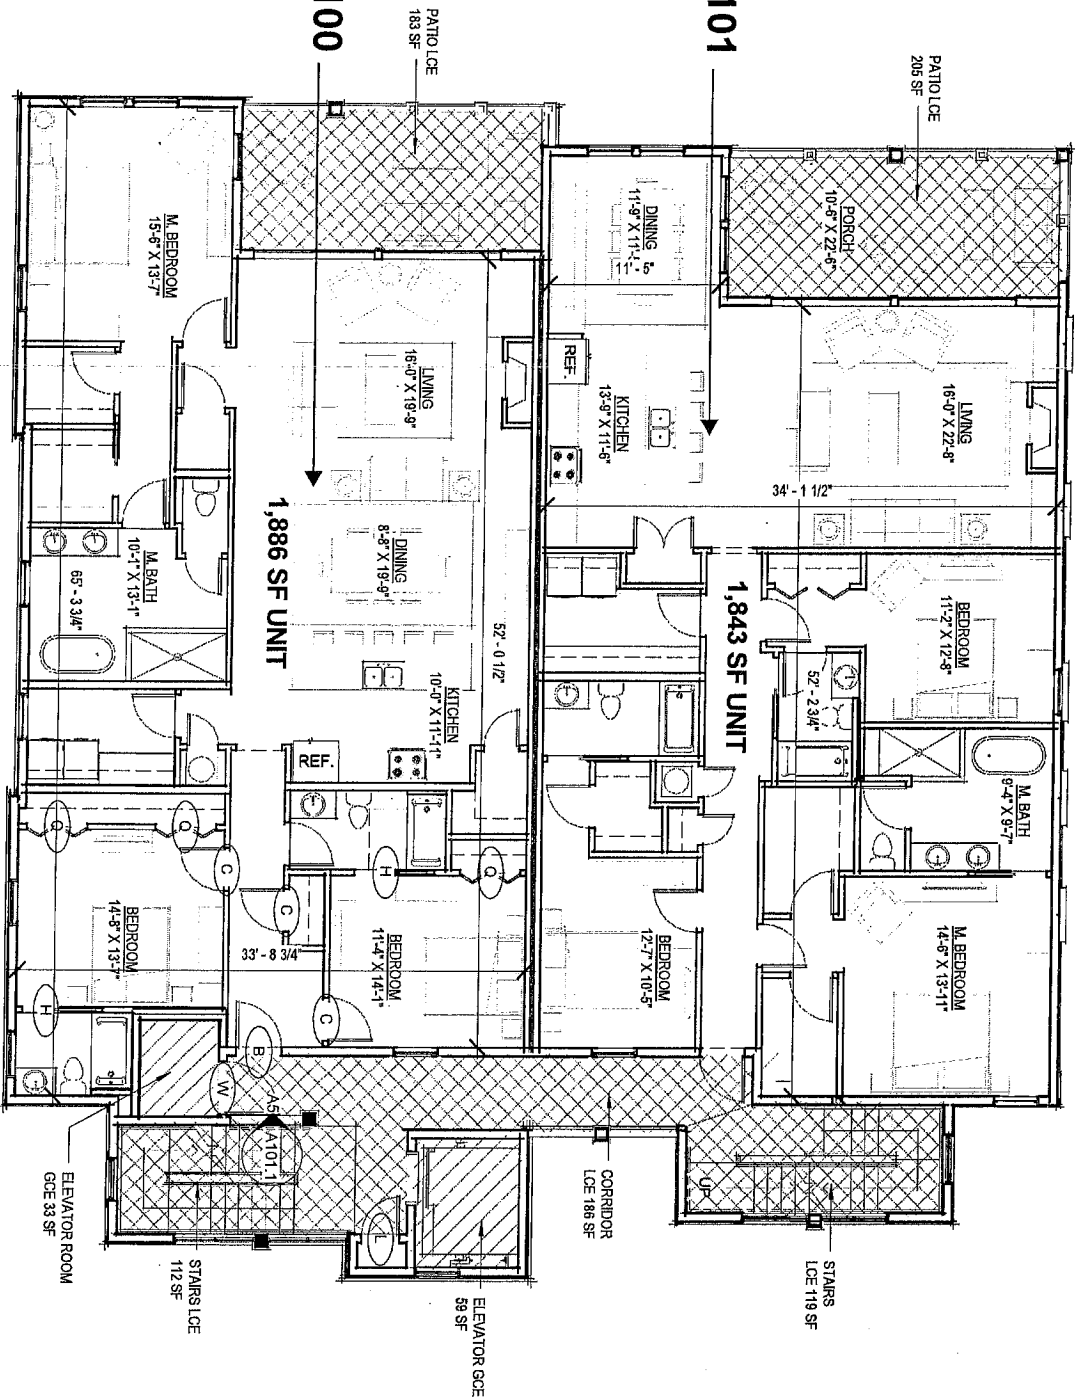 101
100
PATIO LCE
205 SF
PATIO LCE
183 SF
PORCH
10'-6" X 22'-6"
LIVING
16'-0" X 22'-8"
DINING
11'-9" X 11'-
11' - 5"
REF.
KITCHEN
13'-9" X 11'-6"
34' - 1 1/2"
1,843 SF UNIT
BEDROOM
11'-2" X 12'-8"
52' - 2 3/4"
M. BATH
9'-4" X 9'-7"
M. BEDROOM
14'-6" X 13'-11"
BEDROOM
12'-7" X 10'-5"
M. BEDROOM
15'-6" X 13'-7"
LIVING
16'-0" X 19'-9"
1,886 SF UNIT
DINING
8'-8" X 19'-9"
52' - 0 1/2"
KITCHEN
10'-0" X 11'-11"
REF.
M. BATH
10'-1" X 13'-1"
65' - 3 3/4"
Q
Q
C
H
Q
C
BEDROOM
14'-8" X 13'-7"
33' - 8 3/4"
BEDROOM
11'-4" X 14'-1"
C
H
B
W
A5
A101.1
L
UP
STAIRS
LCE 119 SF
CORRIDOR
LCE 186 SF
ELEVATOR GCE
59 SF
STAIRS LCE
112 SF
ELEVATOR ROOM
GCE 33 SF